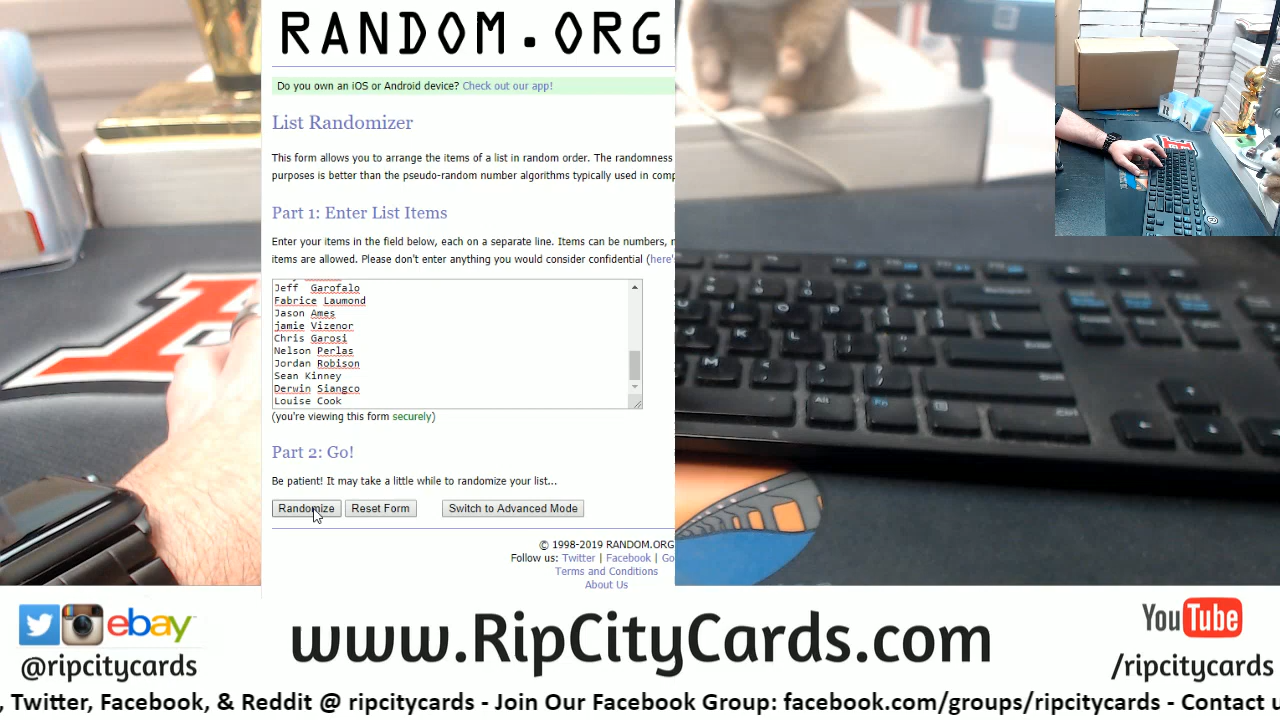 RANDOM.ORG
Do you own an iOS or Android device? Check out our app!
List Randomizer
This form allows you to arrange the items of a list in random order. The randomness
purposes is better than the pseudo-random number algorithms typically used in
Part 1: Enter List Items
Enter your items in the field below, each on a separate line. Items can be numbers,
items are allowed. Please don't enter anything you would consider confidential (here'
Jeff Garofalo
Fabrice Laumond
Jason Ames
jamie Vizenor
Chris Garosi
Nelson Perlas
Jordan Robison
Sean Kinney
Derwin Siangco
Louise Cook
(you're viewing this form securely)
Part 2: Go!
Be patient! It may take a little while to randomize your list...
Randomize Reset Form Switch to Advanced Mode
© 1998-2019 RANDOM.ORG
Follow us: Twitter | Facebook | Go
Terms and Conditions
About Us
ebay
@ripcitycards
www.RipCityCards.com
YouTube
/ripcitycards
, Twitter, Facebook, & Reddit @ ripcitycards - Join Our Facebook Group: facebook.com/groups/ripcitycards - Contact u